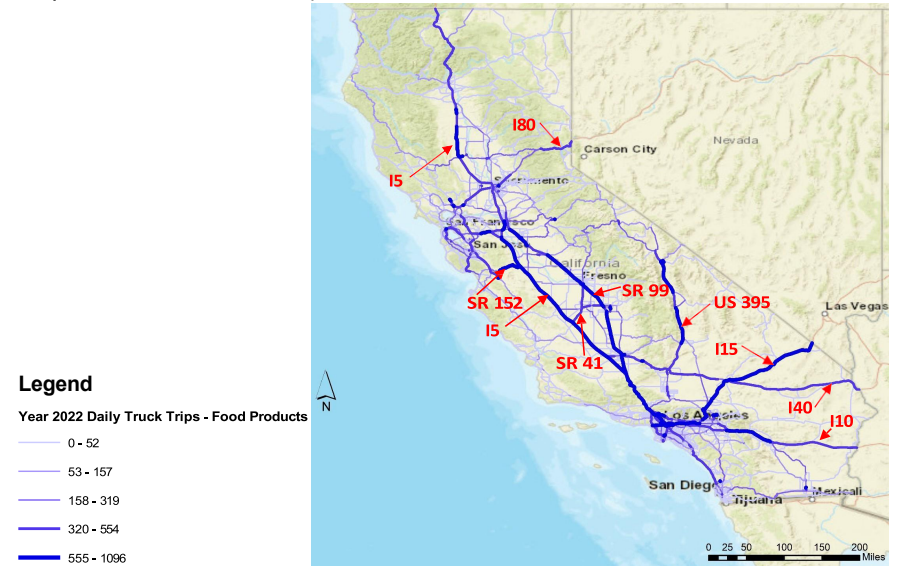 I80
Nevada
Carson City
I5
Sacramento
San Francisco
San Jose
California
Fresno
SR 152
SR 99
US 395
I5
Las Vegas
I15
SR 41
Legend
N
I40
Year 2022 Daily Truck Trips - Food Products
Los Angeles
I10
0 - 52
53 - 157
San Diego
Mexicali
Tijuana
158 - 319
320 - 554
0 25 50 100 150 200
Miles
555 - 1096